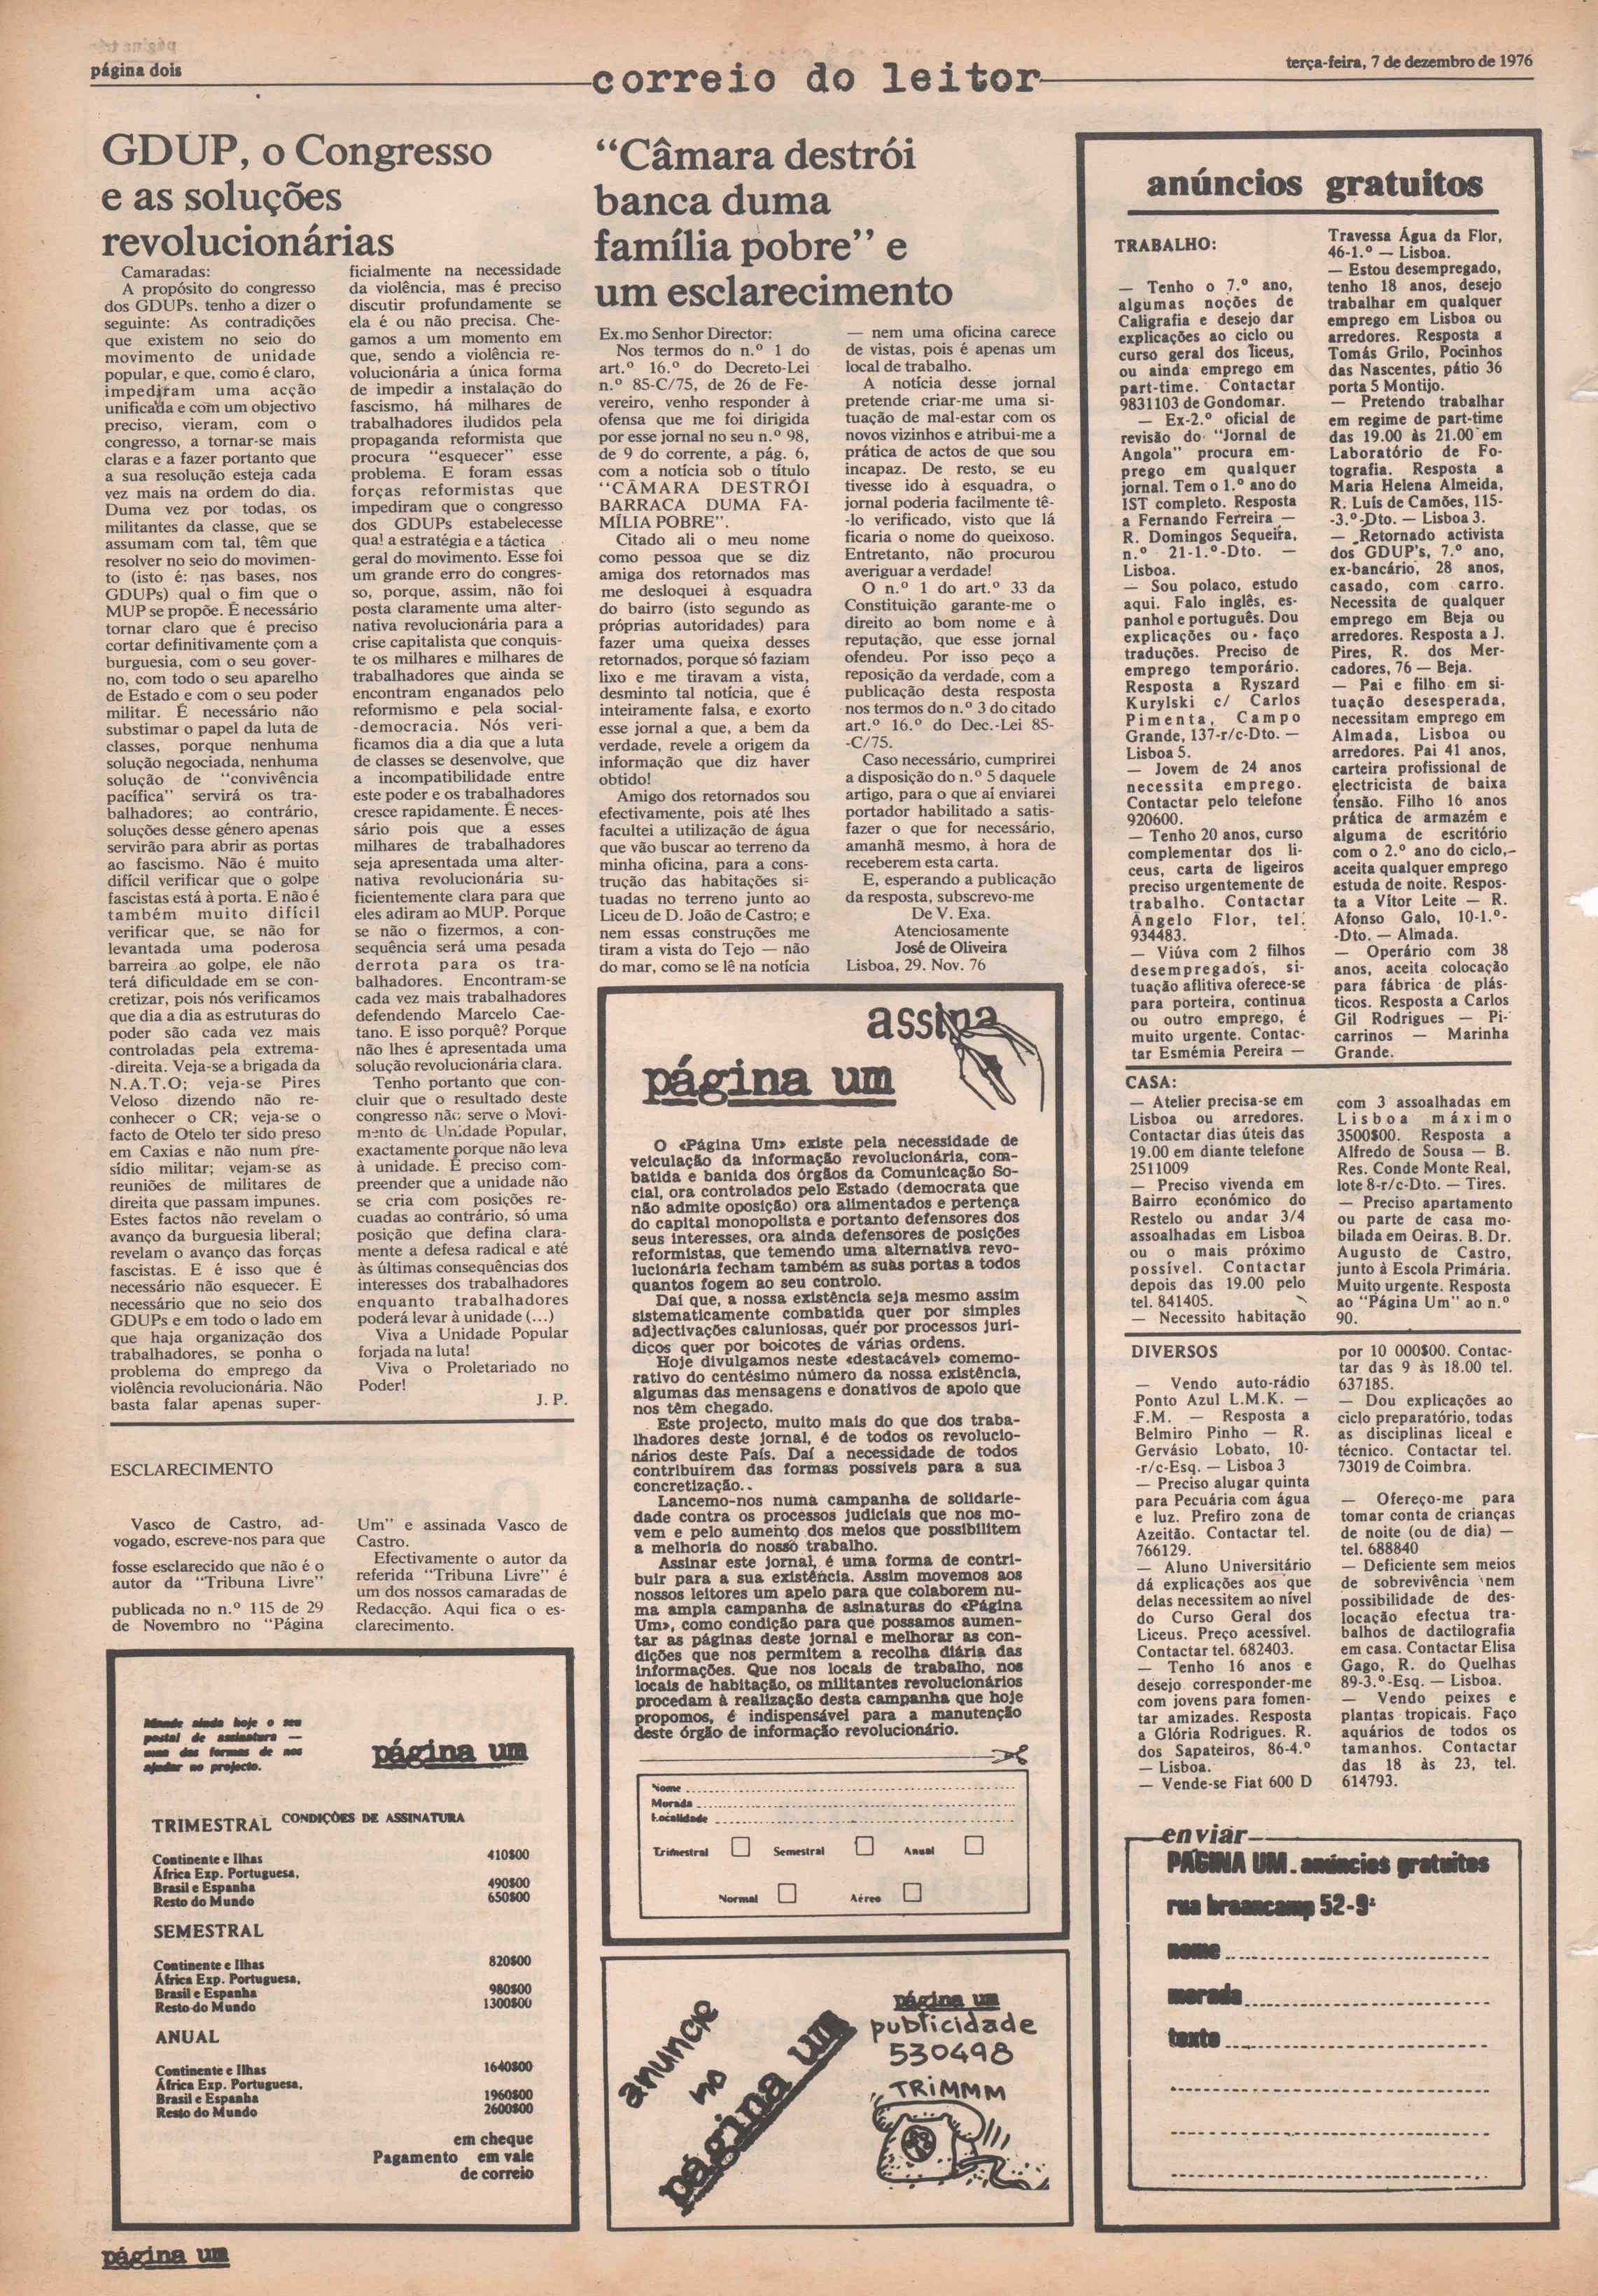 página dois
correio do leitor
terça-feira, 7 de dezembro de 1976
GDUP, o Congresso
e as soluções
revolucionárias
Camaradas:
A propósito do congresso
dos GDUPs, tenho a dizer o
seguinte: As contradições
que existem no seio do
movimento de unidade
popular, e que, como é claro,
impediram uma acção
unificada e com um objectivo
preciso, vieram, com o
congresso, a tornar-se mais
claras e a fazer portanto que
a sua resolução esteja cada
vez mais na ordem do dia.
Duma vez por todas, os
militantes da classe, que se
assumam com tal, têm que
resolver no seio do movimen-
to (isto é: nas bases, nos
GDUPs) qual o fim que o
MUP se propõe. É necessário
tornar claro que é preciso
cortar definitivamente com a
burguesia, com o seu gover-
no, com todo o seu aparelho
de Estado e com o seu poder
militar. É necessário não
substimar o papel da luta de
classes, porque nenhuma
solução negociada, nenhuma
solução de “convivência
pacífica” servirá os tra-
balhadores; ao contrário,
soluções desse género apenas
servirão para abrir as portas
ao fascismo. Não é muito
difícil verificar que o golpe
fascistas está à porta. E não é
também muito difícil
verificar que, se não for
levantada uma poderosa
barreira ao golpe, ele não
terá dificuldade em se con-
cretizar, pois nós verificamos
que dia a dia as estruturas do
poder são cada vez mais
controladas pela extrema-
-direita. Veja-se a brigada da
N.A.T.O; veja-se Pires
Veloso dizendo não re-
conhecer o CR; veja-se o
facto de Otelo ter sido preso
em Caxias e não num pre-
sídio militar; vejam-se as
reuniões de militares de
direita que passam impunes.
Estes factos não revelam o
avanço da burguesia liberal;
revelam o avanço das forças
fascistas. E é isso que é
necessário não esquecer. E
necessário que no seio dos
GDUPs e em todo o lado em
que haja organização dos
trabalhadores, se ponha o
problema do emprego da
violência revolucionária. Não
basta falar apenas super-
ficialmente na necessidade
da violência, mas é preciso
discutir profundamente se
ela é ou não precisa. Che-
gamos a um momento em
que, sendo a violência re-
volucionária a única forma
de impedir a instalação do
fascismo, há milhares de
trabalhadores iludidos pela
propaganda reformista que
procura “esquecer” esse
problema. E foram essas
forças reformistas que
impediram que o congresso
dos GDUPs estabelecesse
qual a estratégia e a táctica
geral do movimento. Esse foi
um grande erro do congres-
so, porque, assim, não foi
posta claramente uma alter-
nativa revolucionária para a
crise capitalista que conquis-
te os milhares e milhares de
trabalhadores que ainda se
encontram enganados pelo
reformismo e pela social-
-democracia. Nós veri-
ficamos dia a dia que a luta
de classes se desenvolve, que
a incompatibilidade entre
este poder e os trabalhadores
cresce rapidamente. É neces-
sário pois que a esses
milhares de trabalhadores
seja apresentada uma alter-
nativa revolucionária su-
ficientemente clara para que
eles adiram ao MUP. Porque
se não o fizermos, a con-
sequência será uma pesada
derrota para os tra-
balhadores. Encontram-se
cada vez mais trabalhadores
defendendo Marcelo Cae-
tano. E isso porquê? Porque
não lhes é apresentada uma
solução revolucionária clara.
Tenho portanto que con-
cluir que o resultado deste
congresso não serve o Movi-
mento de Unidade Popular,
exactamente porque não leva
à unidade. É preciso com-
preender que a unidade não
se cria com posições re-
cuadas ao contrário, só uma
posição que defina clara-
mente a defesa radical e até
às últimas consequências dos
interesses dos trabalhadores
enquanto trabalhadores
poderá levar à unidade (...)
Viva a Unidade Popular
forjada na luta!
Viva o Proletariado no
Poder!
J. P.
ESCLARECIMENTO
Vasco de Castro, ad-
vogado, escreve-nos para que
fosse esclarecido que não é o
autor da “Tribuna Livre”
publicada no n.º 115 de 29
de Novembro no “Página
Um” e assinada Vasco de
Castro.
Efectivamente o autor da
referida “Tribuna Livre” é
um dos nossos camaradas de
Redacção. Aqui fica o es-
clarecimento.
Mande ainda hoje o seu
postal de assinatura —
uma das formas de nos
ajudar no projecto.
página um
TRIMESTRAL CONDIÇÕES DE ASSINATURA
Continente e Ilhas 410$00
África Exp. Portuguesa,
Brasil e Espanha 490$00
Resto do Mundo 650$00
SEMESTRAL
Continente e Ilhas 820$00
África Exp. Portuguesa,
Brasil e Espanha 980$00
Resto do Mundo 1300$00
ANUAL
Continente e Ilhas 1640$00
África Exp. Portuguesa,
Brasil e Espanha 1960$00
Resto do Mundo 2600$00
em cheque
Pagamento em vale
de correio
página um
“Câmara destrói
banca duma
família pobre” e
um esclarecimento
Ex.mo Senhor Director:
Nos termos do n.º 1 do
art.º 16.º do Decreto-Lei
n.º 85-C/75, de 26 de Fe-
vereiro, venho responder à
ofensa que me foi dirigida
por esse jornal no seu n.º 98,
de 9 do corrente, a pág. 6,
com a notícia sob o título
“CÂMARA DESTRÓI
BARRACA DUMA FA-
MÍLIA POBRE”.
Citado ali o meu nome
como pessoa que se diz
amiga dos retornados mas
me desloquei à esquadra
do bairro (isto segundo as
próprias autoridades) para
fazer uma queixa desses
retornados, porque só faziam
lixo e me tiravam a vista,
desminto tal notícia, que é
inteiramente falsa, e exorto
esse jornal a que, a bem da
verdade, revele a origem da
informação que diz haver
obtido!
Amigo dos retornados sou
efectivamente, pois até lhes
facultei a utilização de água
que vão buscar ao terreno da
minha oficina, para a cons-
trução das habitações si-
tuadas no terreno junto ao
Liceu de D. João de Castro; e
nem essas construções me
tiram a vista do Tejo — não
do mar, como se lê na notícia
— nem uma oficina carece
de vistas, pois é apenas um
local de trabalho.
A notícia desse jornal
pretende criar-me uma si-
tuação de mal-estar com os
novos vizinhos e atribui-me a
prática de actos de que sou
incapaz. De resto, se eu
tivesse ido à esquadra, o
jornal poderia facilmente tê-
-lo verificado, visto que lá
ficaria o nome do queixoso.
Entretanto, não procurou
averiguar a verdade!
O n.º 1 do art.º 33 da
Constituição garante-me o
direito ao bom nome e à
reputação, que esse jornal
ofendeu. Por isso peço a
reposição da verdade, com a
publicação desta resposta
nos termos do n.º 3 do citado
art.º 16.º do Dec.-Lei 85-
-C/75.
Caso necessário, cumprirei
a disposição do n.º 5 daquele
artigo, para o que aí enviarei
portador habilitado a satis-
fazer o que for necessário,
amanhã mesmo, à hora de
receberem esta carta.
E, esperando a publicação
da resposta, subscrevo-me
De V. Exa.
Atenciosamente
José de Oliveira
Lisboa, 29. Nov. 76
assina
página um
O «Página Um» existe pela necessidade de
veiculação da informação revolucionária, com-
batida e banida dos órgãos da Comunicação So-
cial, ora controlados pelo Estado (democrata que
não admite oposição) ora alimentados e pertença
do capital monopolista e portanto defensores dos
seus interesses, ora ainda defensores de posições
reformistas, que temendo uma alternativa revo-
lucionária fecham também as suas portas a todos
quantos fogem ao seu controlo.
Daí que, a nossa existência seja mesmo assim
sistematicamente combatida quer por simples
adjectivações caluniosas, quer por processos jurí-
dicos quer por boicotes de várias ordens.
Hoje divulgamos neste «destacável» comemo-
rativo do centésimo número da nossa existência,
algumas das mensagens e donativos de apoio que
nos têm chegado.
Este projecto, muito mais do que dos traba-
lhadores deste jornal, é de todos os revolucio-
nários deste País. Daí a necessidade de todos
contribuírem das formas possíveis para a sua
concretização..
Lancemo-nos numa campanha de solidarie-
dade contra os processos judiciais que nos mo-
vem e pelo aumento dos meios que possibilitem
a melhoria do nosso trabalho.
Assinar este jornal, é uma forma de contri-
buir para a sua existência. Assim movemos aos
nossos leitores um apelo para que colaborem nu-
ma ampla campanha de asinaturas do «Página
Um», como condição para que possamos aumen-
tar as páginas deste jornal e melhorar as con-
dições que nos permitem a recolha diária das
informações. Que nos locais de trabalho, nos
locais de habitação, os militantes revolucionários
procedam à realização desta campanha que hoje
propomos, é indispensável para a manutenção
deste órgão de informação revolucionário.
Nome
Morada
Localidade
Trimestral Semestral Anual
Normal Aéreo
anuncie
no
página um
página um
publicidade
530498
TRIMMM
anúncios gratuitos
TRABALHO:
— Tenho o 7.º ano,
algumas noções de
Caligrafia e desejo dar
explicações ao ciclo ou
curso geral dos liceus,
ou ainda emprego em
part-time. Contactar
9831103 de Gondomar.
— Ex-2.º oficial de
revisão do “Jornal de
Angola” procura em-
prego em qualquer
jornal. Tem o 1.º ano do
IST completo. Resposta
a Fernando Ferreira —
R. Domingos Sequeira,
n.º 21-1.º-Dto. —
Lisboa.
— Sou polaco, estudo
aqui. Falo inglês, es-
panhol e português. Dou
explicações ou faço
traduções. Preciso de
emprego temporário.
Resposta a Ryszard
Kurylski c/ Carlos
Pimenta, Campo
Grande, 137-r/c-Dto. —
Lisboa 5.
— Jovem de 24 anos
necessita emprego.
Contactar pelo telefone
920600.
— Tenho 20 anos, curso
complementar dos li-
ceus, carta de ligeiros
preciso urgentemente de
trabalho. Contactar
Ângelo Flor, tel.
934483.
— Viúva com 2 filhos
desempregados, si-
tuação aflitiva oferece-se
para porteira, continua
ou outro emprego, é
muito urgente. Contac-
tar Esmémia Pereira —
Travessa Água da Flor,
46-1.º — Lisboa.
— Estou desempregado,
tenho 18 anos, desejo
trabalhar em qualquer
emprego em Lisboa ou
arredores. Resposta a
Tomás Grilo, Pocinhos
das Nascentes, pátio 36
porta 5 Montijo.
— Pretendo trabalhar
em regime de part-time
das 19.00 às 21.00 em
Laboratório de Fo-
tografia. Resposta a
Maria Helena Almeida,
R. Luís de Camões, 115-
-3.º-Dto. — Lisboa 3.
— Retornado activista
dos GDUP's, 7.º ano,
ex-bancário, 28 anos,
casado, com carro.
Necessita de qualquer
emprego em Beja ou
arredores. Resposta a J.
Pires, R. dos Mer-
cadores, 76 — Beja.
— Pai e filho em si-
tuação desesperada,
necessitam emprego em
Almada, Lisboa ou
arredores. Pai 41 anos,
carteira profissional de
electricista de baixa
tensão. Filho 16 anos
prática de armazém e
alguma de escritório
com o 2.º ano do ciclo,
aceita qualquer emprego
estuda de noite. Respos-
ta a Vítor Leite — R.
Afonso Galo, 10-1.º-
-Dto. — Almada.
— Operário com 38
anos, aceita colocação
para fábrica de plás-
ticos. Resposta a Carlos
Gil Rodrigues — Pi-
carrinos — Marinha
Grande.
CASA:
— Atelier precisa-se em
Lisboa ou arredores.
Contactar dias úteis das
19.00 em diante telefone
2511009
— Preciso vivenda em
Bairro económico do
Restelo ou andar 3/4
assoalhadas em Lisboa
ou o mais próximo
possível. Contactar
depois das 19.00 pelo
tel. 841405.
— Necessito habitação
com 3 assoalhadas em
Lisboa máximo
3500$00. Resposta a
Alfredo de Sousa — B.
Res. Conde Monte Real,
lote 8-r/c-Dto. — Tires.
— Preciso apartamento
ou parte de casa mo-
bilada em Oeiras. B. Dr.
Augusto de Castro,
junto à Escola Primária.
Muito urgente. Resposta
ao “Página Um” ao n.º
90.
DIVERSOS
— Vendo auto-rádio
Ponto Azul L.M.K. —
F.M. — Resposta a
Belmiro Pinho — R.
Gervásio Lobato, 10-
-r/c-Esq. — Lisboa 3
— Preciso alugar quinta
para Pecuária com água
e luz. Prefiro zona de
Azeitão. Contactar tel.
766129.
— Aluno Universitário
dá explicações aos que
delas necessitem ao nível
do Curso Geral dos
Liceus. Preço acessível.
Contactar tel. 682403.
— Tenho 16 anos e
desejo corresponder-me
com jovens para fomen-
tar amizades. Resposta
a Glória Rodrigues. R.
dos Sapateiros, 86-4.º
— Lisboa.
— Vende-se Fiat 600 D
por 10 000$00. Contac-
tar das 9 às 18.00 tel.
637185.
— Dou explicações ao
ciclo preparatório, todas
as disciplinas liceal e
técnico. Contactar tel.
73019 de Coimbra.
— Ofereço-me para
tomar conta de crianças
de noite (ou de dia) —
tel. 688840
— Deficiente sem meios
de sobrevivência nem
possibilidade de des-
locação efectua tra-
balhos de dactilografia
em casa. Contactar Elisa
Gago, R. do Quelhas
89-3.º-Esq. — Lisboa.
— Vendo peixes e
plantas tropicais. Faço
aquários de todos os
tamanhos. Contactar
das 18 às 23, tel.
614793.
enviar
PÁGINA UM - anúncios gratuitos
rua braancamp 52-9º
nome
morada
texto